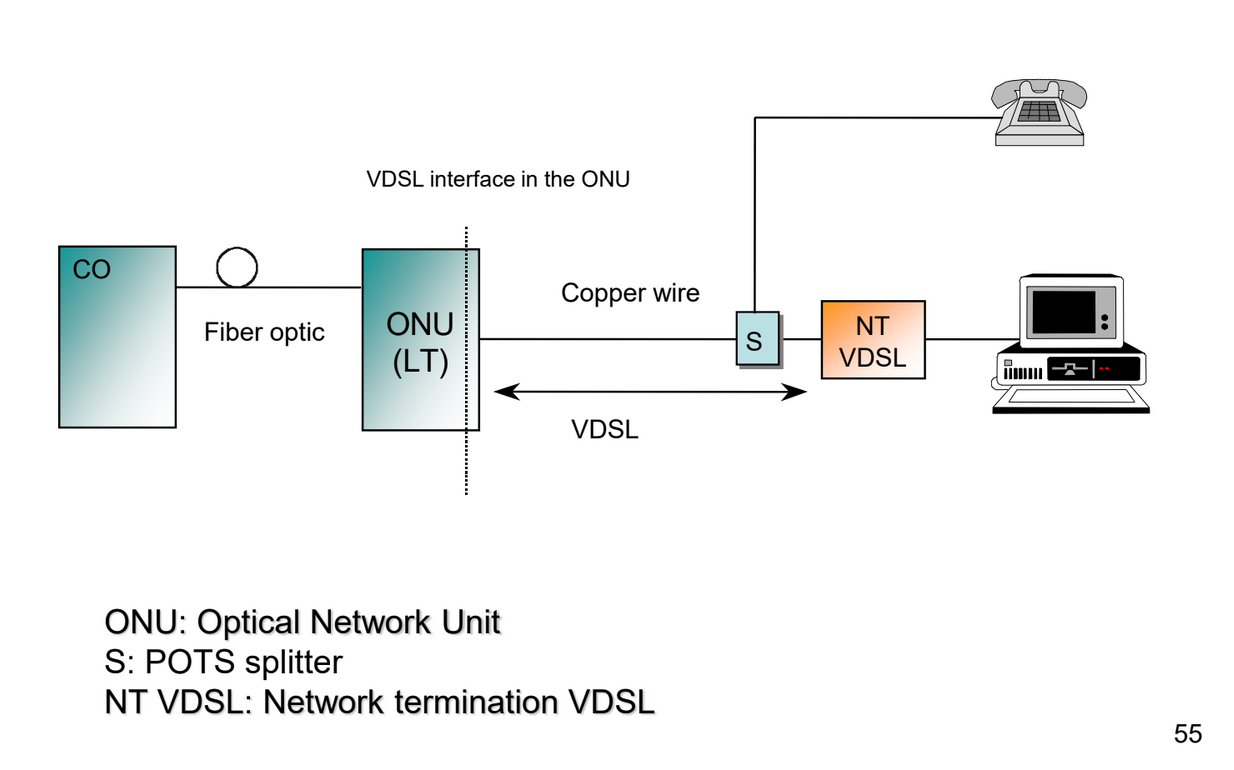 VDSL interface in the ONU
CO
Fiber optic
ONU
(LT)
Copper wire
S
NT
VDSL
VDSL
ONU: Optical Network Unit
S: POTS splitter
NT VDSL: Network termination VDSL
55